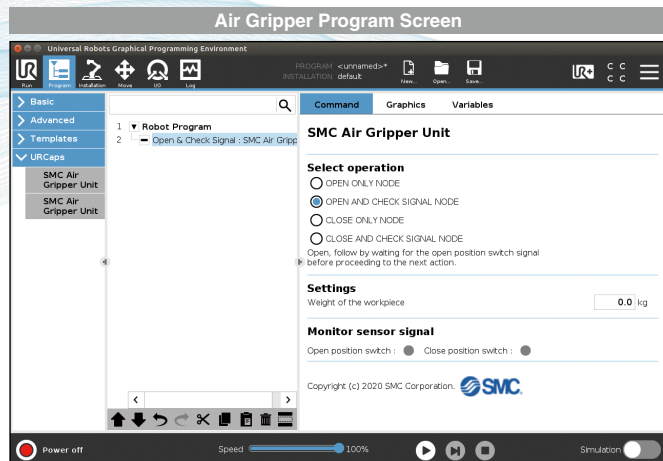 Air Gripper Program Screen
Universal Robots Graphical Programming Environment
PROGRAM <unnamed>*
INSTALLATION default
New... Open... Save...
UR
UR+
C C
C C
Run Program Installation Move I/O Log
Basic
Advanced
Templates
URCaps
SMC Air
Gripper Unit
SMC Air
Gripper Unit
1 Robot Program
2 Open & Check Signal : SMC Air Gripp
Command Graphics Variables
SMC Air Gripper Unit
Select operation
OPEN ONLY NODE
OPEN AND CHECK SIGNAL NODE
CLOSE ONLY NODE
CLOSE AND CHECK SIGNAL NODE
Open, follow by waiting for the open position switch signal
before proceeding to the next action.
Settings
Weight of the workpiece 0.0 kg
Monitor sensor signal
Open position switch : Close position switch :
Copyright (c) 2020 SMC Corporation. SMC.
Power off Speed 100% Simulation